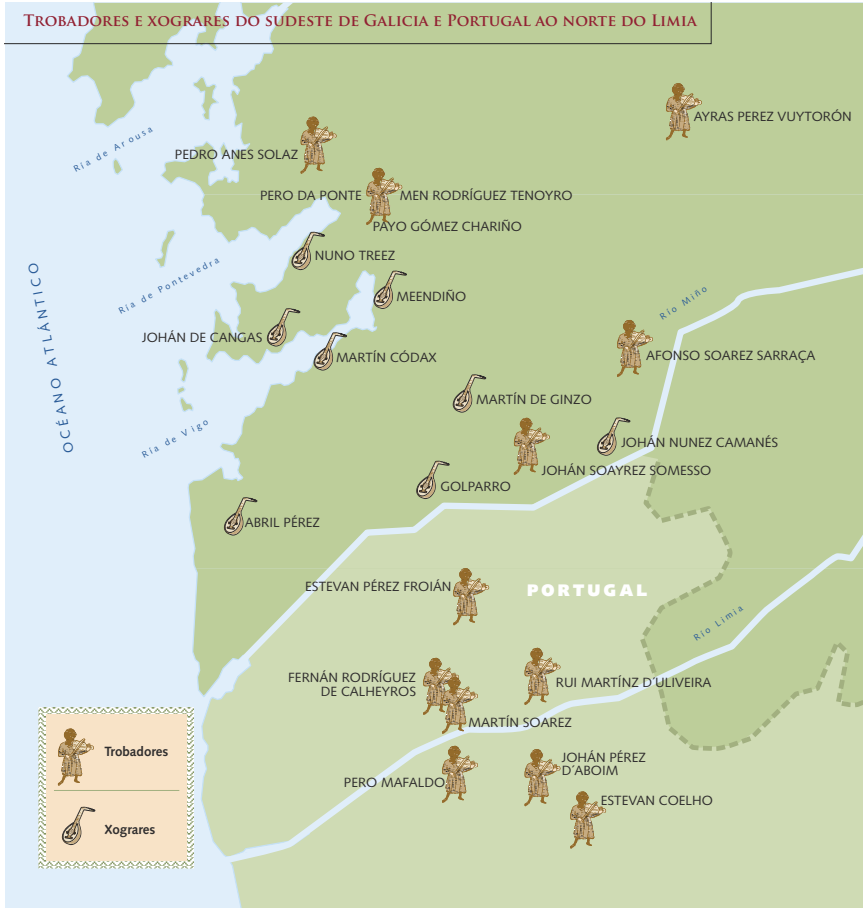 TROBADORES E XOGRARES DO SUDESTE DE GALICIA E PORTUGAL AO NORTE DO LIMIA
AYRAS PEREZ VUYTORÓN
Ría de Arousa
PEDRO ANES SOLAZ
PERO DA PONTE
MEN RODRÍGUEZ TENOYRO
PAYO GÓMEZ CHARIÑO
NUNO TREEZ
Ría de Pontevedra
MEENDIÑO
OCÉANO ATLÁNTICO
Río Miño
JOHÁN DE CANGAS
MARTÍN CÓDAX
AFONSO SOAREZ SARRAÇA
MARTÍN DE GINZO
Ría de Vigo
JOHÁN NUNEZ CAMANÉS
JOHÁN SOAYREZ SOMESSO
GOLPARRO
ABRIL PÉREZ
ESTEVAN PÉREZ FROIÁN
PORTUGAL
Río Limia
FERNÁN RODRÍGUEZ
DE CALHEYROS
RUI MARTÍNZ D´ULIVEIRA
MARTÍN SOAREZ
JOHÁN PÉREZ
D´ABOIM
PERO MAFALDO
ESTEVAN COELHO
Trobadores
Xograres